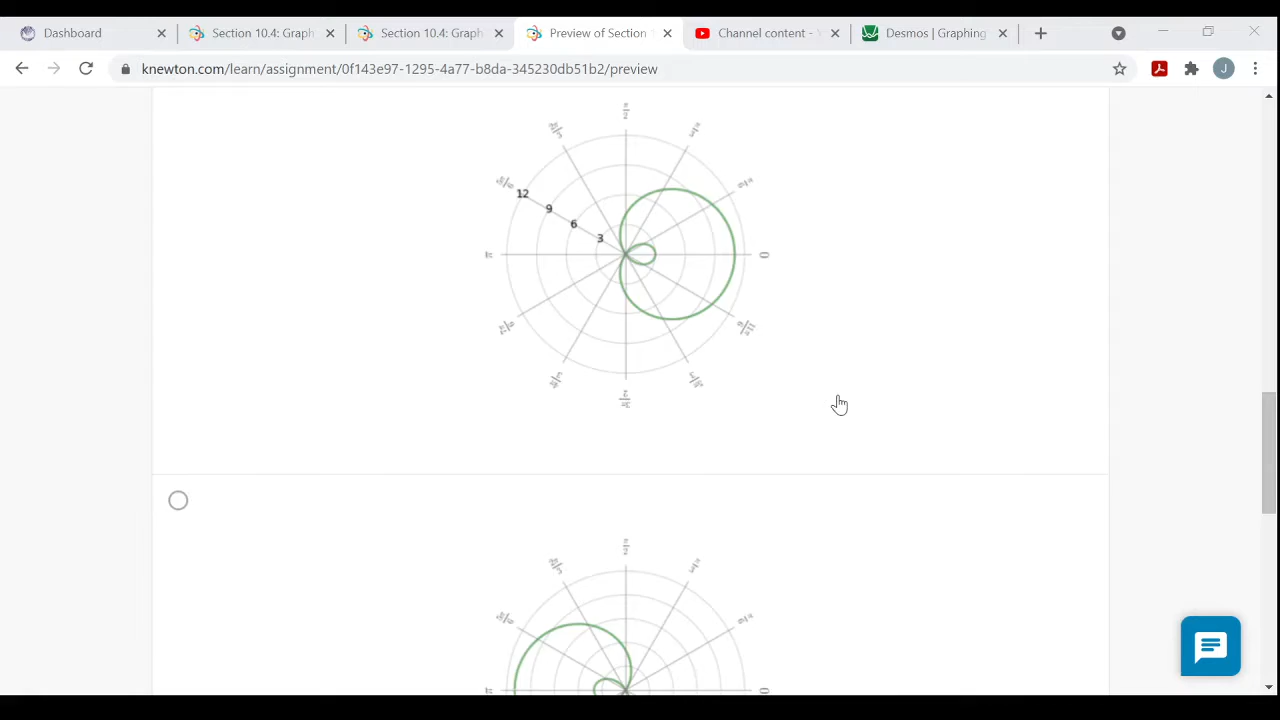 Dashboard
Section 10.4: Graph
Section 10.4: Graph
Preview of Section
Channel content -
Desmos | Graphing
knewton.com/learn/assignment/0f143e97-1295-4a77-b8da-345230db51b2/preview
J
12
9
6
3
π
0
π
0